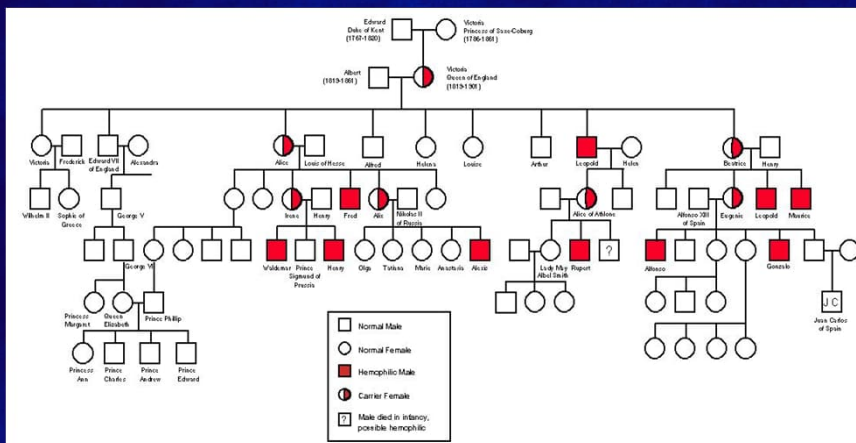 Edward
Duke of Kent
(1767-1820)
Victoria
Princess of Saxe-Coberg
(1786-1861)
Albert
(1819-1861)
Victoria
Queen of England
(1819-1901)
Victoria
Frederick
Edward VII
of England
Alexandra
Alice
Louis of Hesse
Alfred
Helena
Louise
Arthur
Leopold
Helen
Beatrice
Henry
Wilhelm II
Sophie of
Greece
George V
Irene
Henry
Fred
Alix
Nikolas II
of Russia
Alice of Athlone
Alfonso XIII
of Spain
Eugenie
Leopold
Maurice
George VI
Waldemar
Prince
Sigmund of
Prussia
Henry
Olga
Tatiana
Maria
Anastasia
Alexis
Lady May
Abel Smith
Rupert
?
Alfonso
Gonzalo
Princess
Margaret
Queen
Elizabeth
Prince Phillip
J C
Juan Carlos
of Spain
Princess
Ann
Prince
Charles
Prince
Andrew
Prince
Edward
Normal Male
Normal Female
Hemophilic Male
Carrier Female
? Male died in infancy,
possible hemophilic